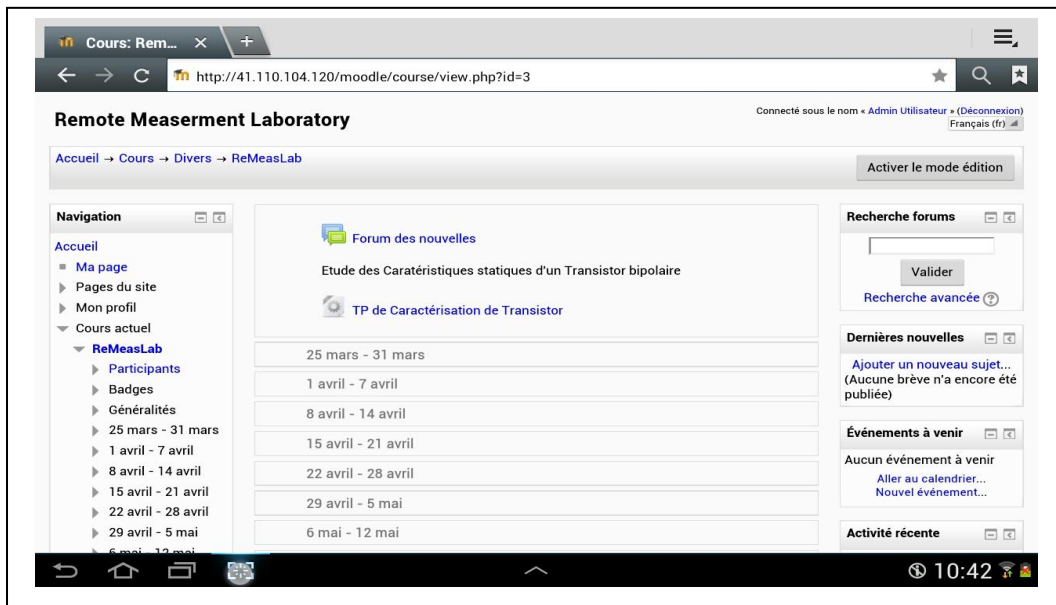 Cours: Rem...
http://41.110.104.120/moodle/course/view.php?id=3
Remote Measerment Laboratory
Connecté sous le nom « Admin Utilisateur » (Déconnexion)
Français (fr)
Accueil → Cours → Divers → ReMeasLab
Activer le mode édition
Navigation
Accueil
Ma page
Pages du site
Mon profil
Cours actuel
ReMeasLab
Participants
Badges
Généralités
25 mars - 31 mars
1 avril - 7 avril
8 avril - 14 avril
15 avril - 21 avril
22 avril - 28 avril
29 avril - 5 mai
6 mai - 12 mai
Forum des nouvelles
Etude des Caratéristiques statiques d'un Transistor bipolaire
TP de Caractérisation de Transistor
25 mars - 31 mars
1 avril - 7 avril
8 avril - 14 avril
15 avril - 21 avril
22 avril - 28 avril
29 avril - 5 mai
6 mai - 12 mai
Recherche forums
Valider
Recherche avancée
Dernières nouvelles
Ajouter un nouveau sujet...
(Aucune brève n'a encore été
publiée)
Événements à venir
Aucun événement à venir
Aller au calendrier...
Nouvel événement...
Activité récente
10:42